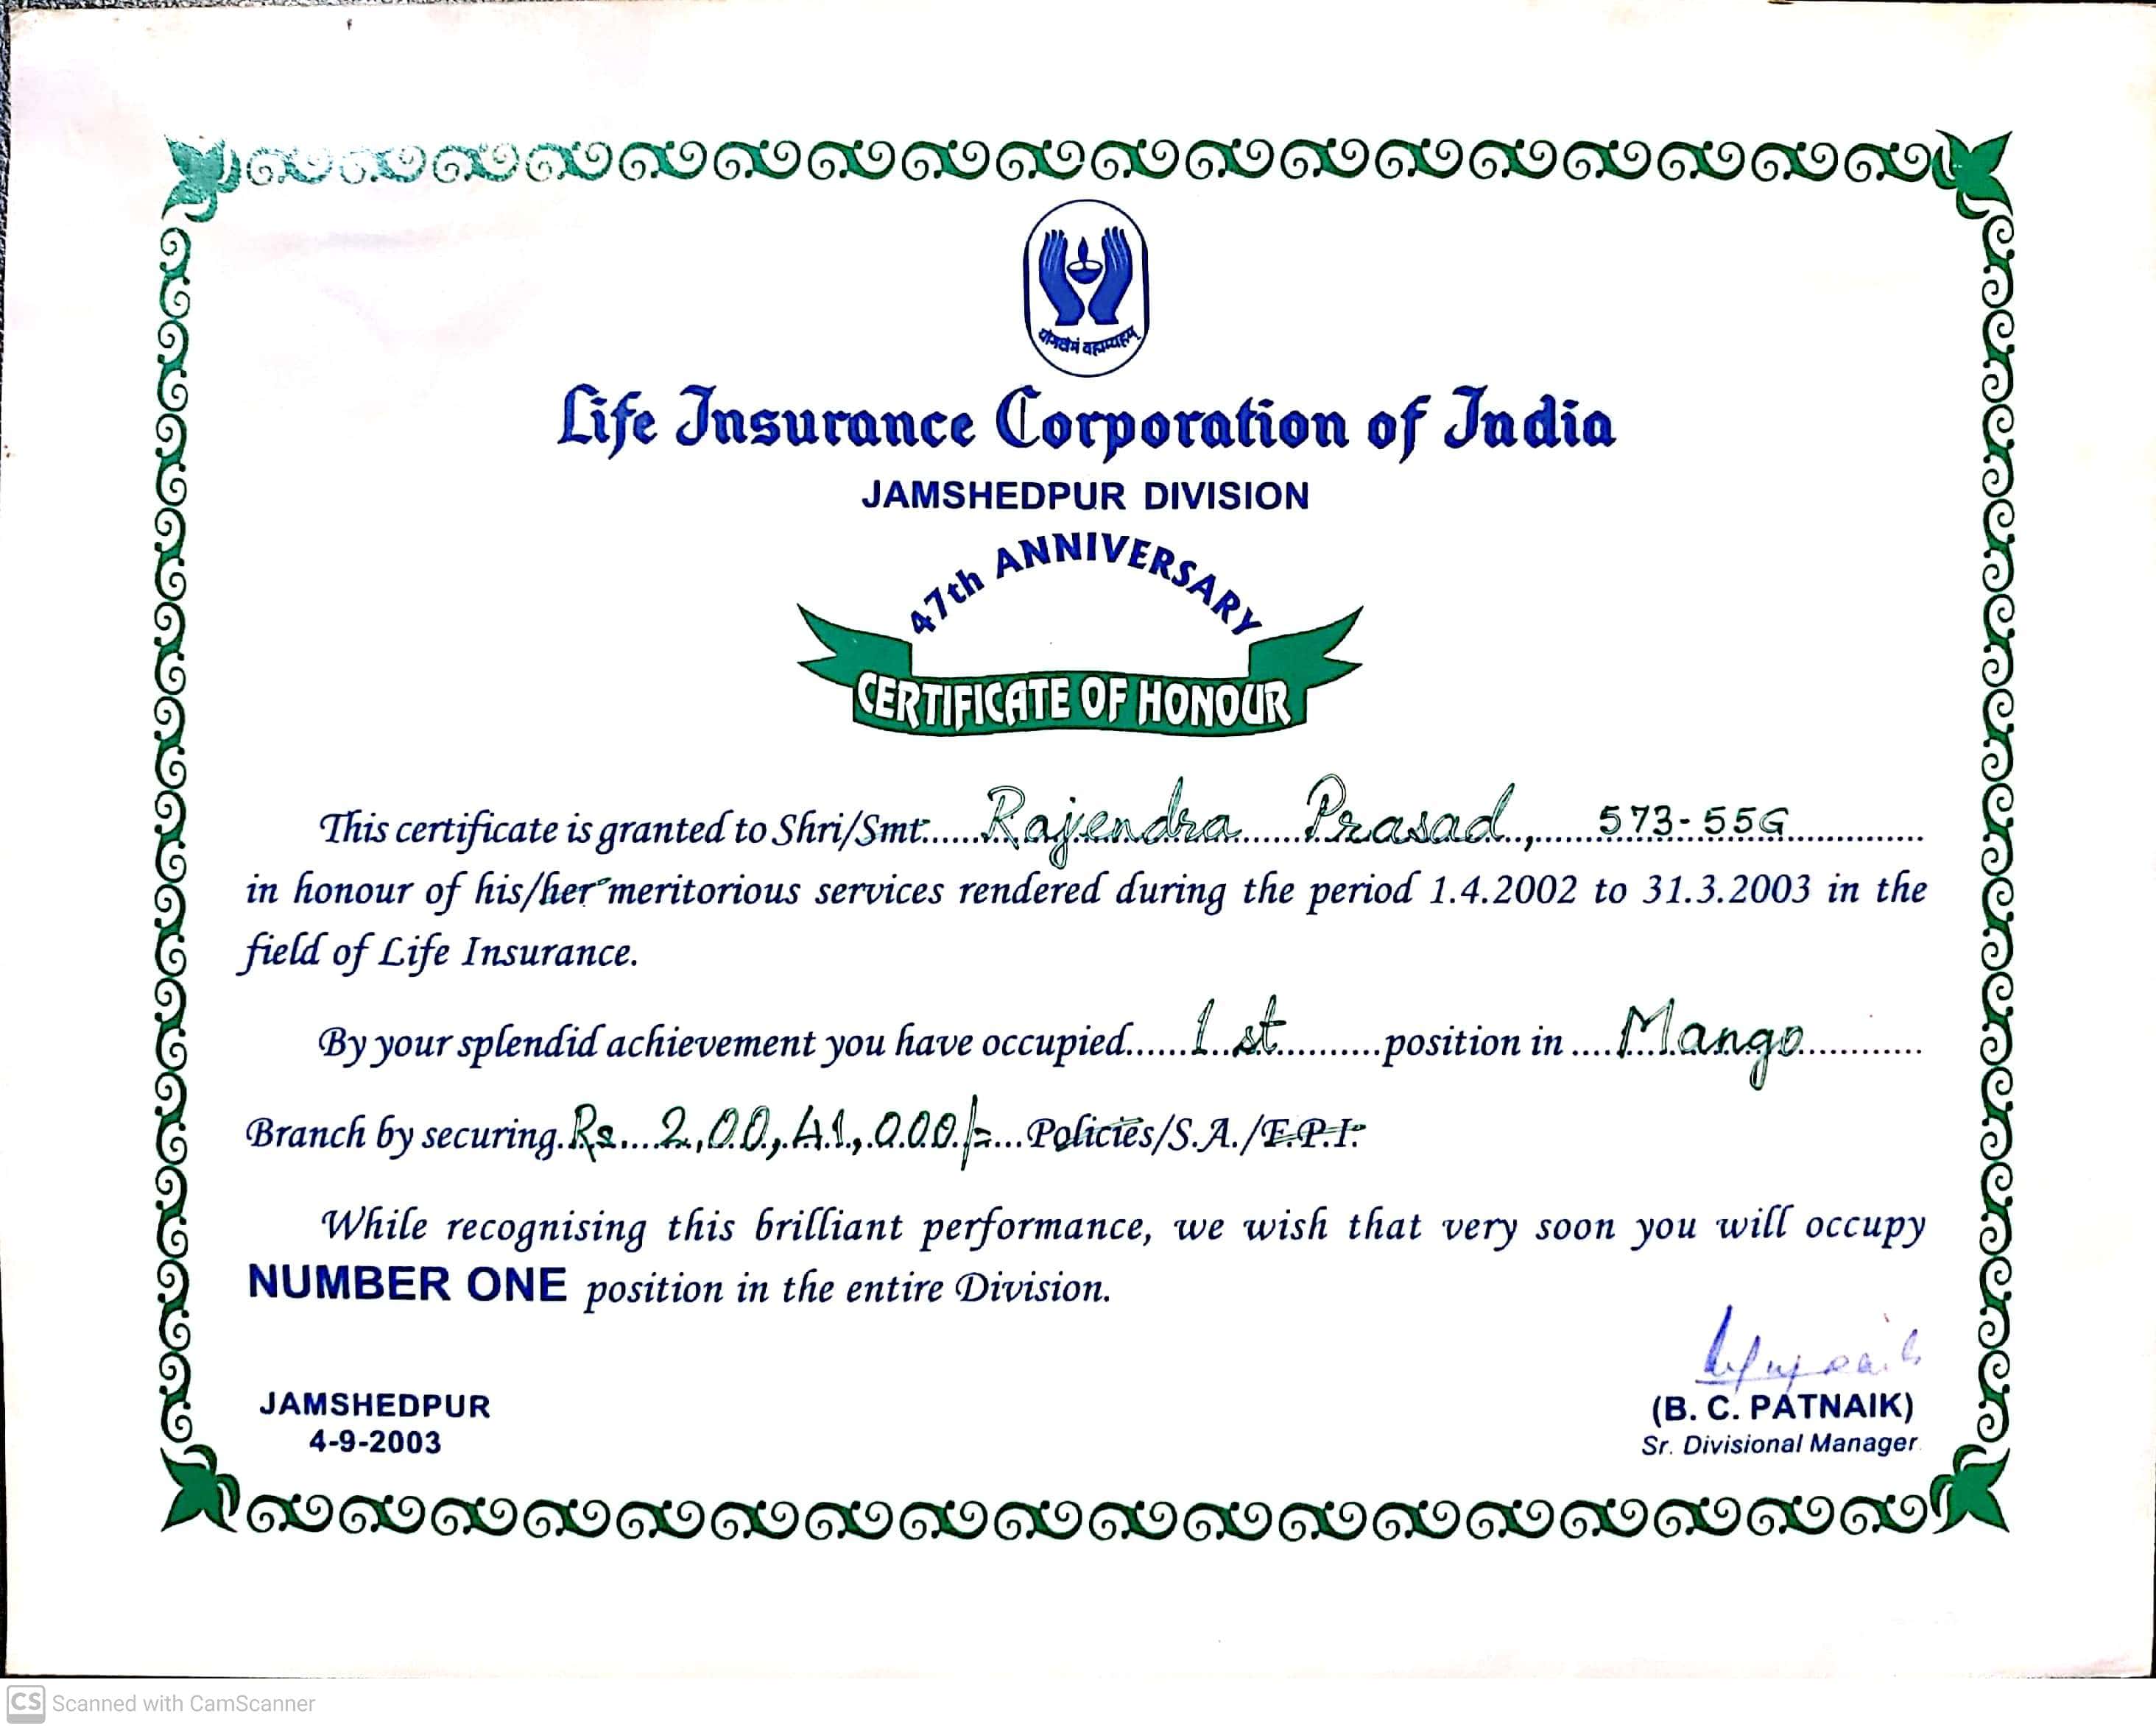 योगक्षेमं वहाम्यहम्
Life Insurance Corporation of India
JAMSHEDPUR DIVISION
47th ANNIVERSARY
CERTIFICATE OF HONOUR
This certificate is granted to Shri/Smt. Rajendra Prasad, 573-55G
in honour of his/her meritorious services rendered during the period 1.4.2002 to 31.3.2003 in the
field of Life Insurance.
By your splendid achievement you have occupied 1st position in Mango
Branch by securing Rs. 2,00,41,000/= Policies/S.A./F.P.I.
While recognising this brilliant performance, we wish that very soon you will occupy
NUMBER ONE position in the entire Division.
JAMSHEDPUR
4-9-2003
(B. C. PATNAIK)
Sr. Divisional Manager
CS Scanned with CamScanner